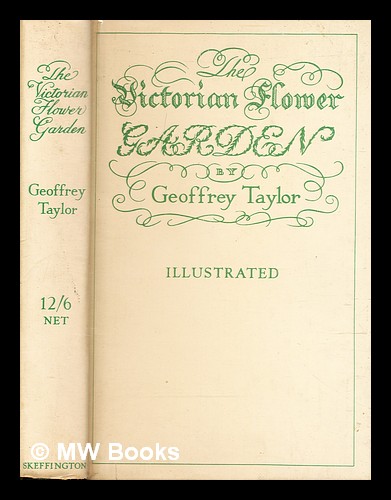 The
Victorian
Flower
Garden
Geoffrey
Taylor
12/6
NET
SKEFFINGTON
The
Victorian Flower
GARDEN
BY
Geoffrey Taylor
ILLUSTRATED
© MW Books